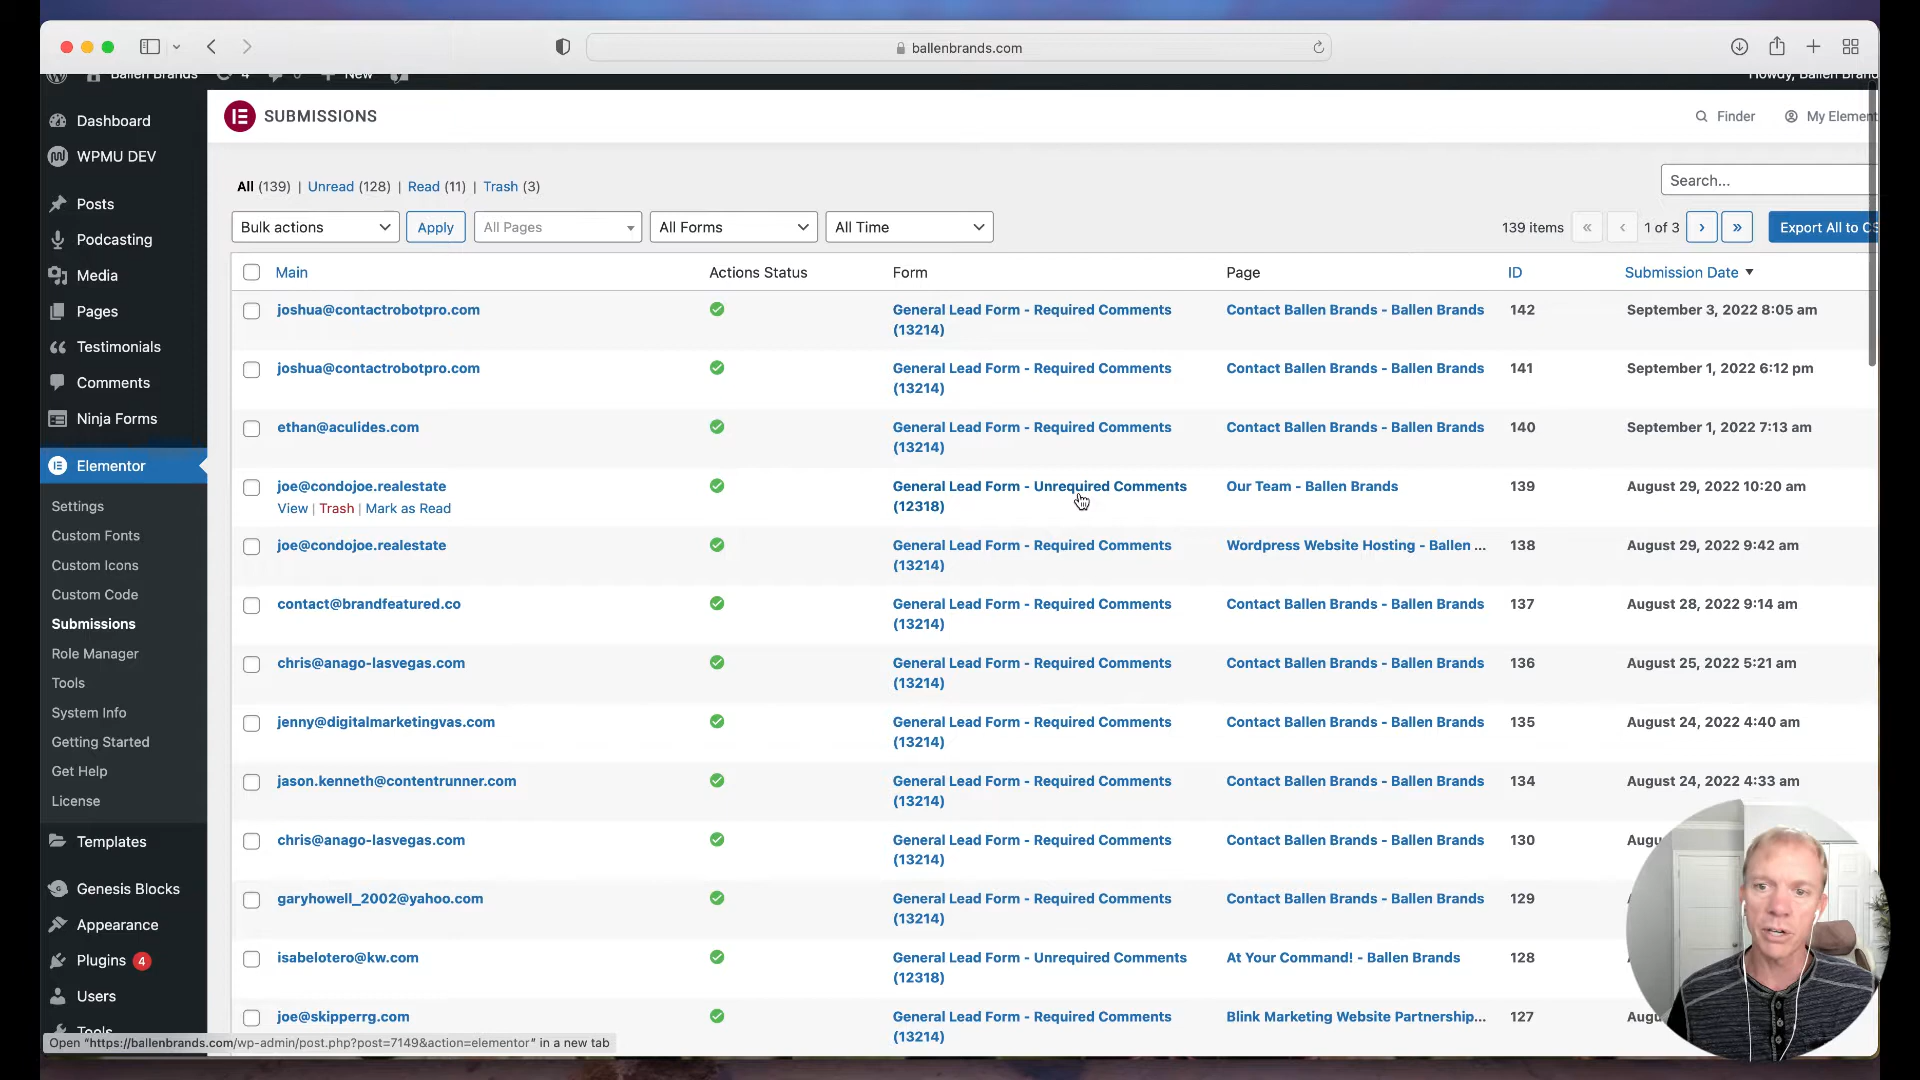 ballenbrands.com
Ballen Brands 4 0 New
Howdy, Ballen Brand
Dashboard
WPMU DEV
Posts
Podcasting
Media
Pages
Testimonials
Comments
Ninja Forms
Elementor
Settings
Custom Fonts
Custom Icons
Custom Code
Submissions
Role Manager
Tools
System Info
Getting Started
Get Help
License
Templates
Genesis Blocks
Appearance
Plugins 4
Users
Tools
SUBMISSIONS
Finder
My Element
All (139) | Unread (128) | Read (11) | Trash (3)
Search...
Bulk actions Apply All Pages All Forms All Time
139 items « ‹ 1 of 3 › » Export All to CS
Main Actions Status Form Page ID Submission Date
joshua@contactrobotpro.com General Lead Form - Required Comments Contact Ballen Brands - Ballen Brands 142 September 3, 2022 8:05 am
(13214)
joshua@contactrobotpro.com General Lead Form - Required Comments Contact Ballen Brands - Ballen Brands 141 September 1, 2022 6:12 pm
(13214)
ethan@aculides.com General Lead Form - Required Comments Contact Ballen Brands - Ballen Brands 140 September 1, 2022 7:13 am
(13214)
joe@condojoe.realestate General Lead Form - Unrequired Comments Our Team - Ballen Brands 139 August 29, 2022 10:20 am
View | Trash | Mark as Read (12318)
joe@condojoe.realestate General Lead Form - Required Comments Wordpress Website Hosting - Ballen ... 138 August 29, 2022 9:42 am
(13214)
contact@brandfeatured.co General Lead Form - Required Comments Contact Ballen Brands - Ballen Brands 137 August 28, 2022 9:14 am
(13214)
chris@anago-lasvegas.com General Lead Form - Required Comments Contact Ballen Brands - Ballen Brands 136 August 25, 2022 5:21 am
(13214)
jenny@digitalmarketingvas.com General Lead Form - Required Comments Contact Ballen Brands - Ballen Brands 135 August 24, 2022 4:40 am
(13214)
jason.kenneth@contentrunner.com General Lead Form - Required Comments Contact Ballen Brands - Ballen Brands 134 August 24, 2022 4:33 am
(13214)
chris@anago-lasvegas.com General Lead Form - Required Comments Contact Ballen Brands - Ballen Brands 130 Augu
(13214)
garyhowell_2002@yahoo.com General Lead Form - Required Comments Contact Ballen Brands - Ballen Brands 129
(13214)
isabelotero@kw.com General Lead Form - Unrequired Comments At Your Command! - Ballen Brands 128
(12318)
joe@skipperrg.com General Lead Form - Required Comments Blink Marketing Website Partnership... 127 Augu
(13214)
Open "https://ballenbrands.com/wp-admin/post.php?post=7149&action=elementor" in a new tab